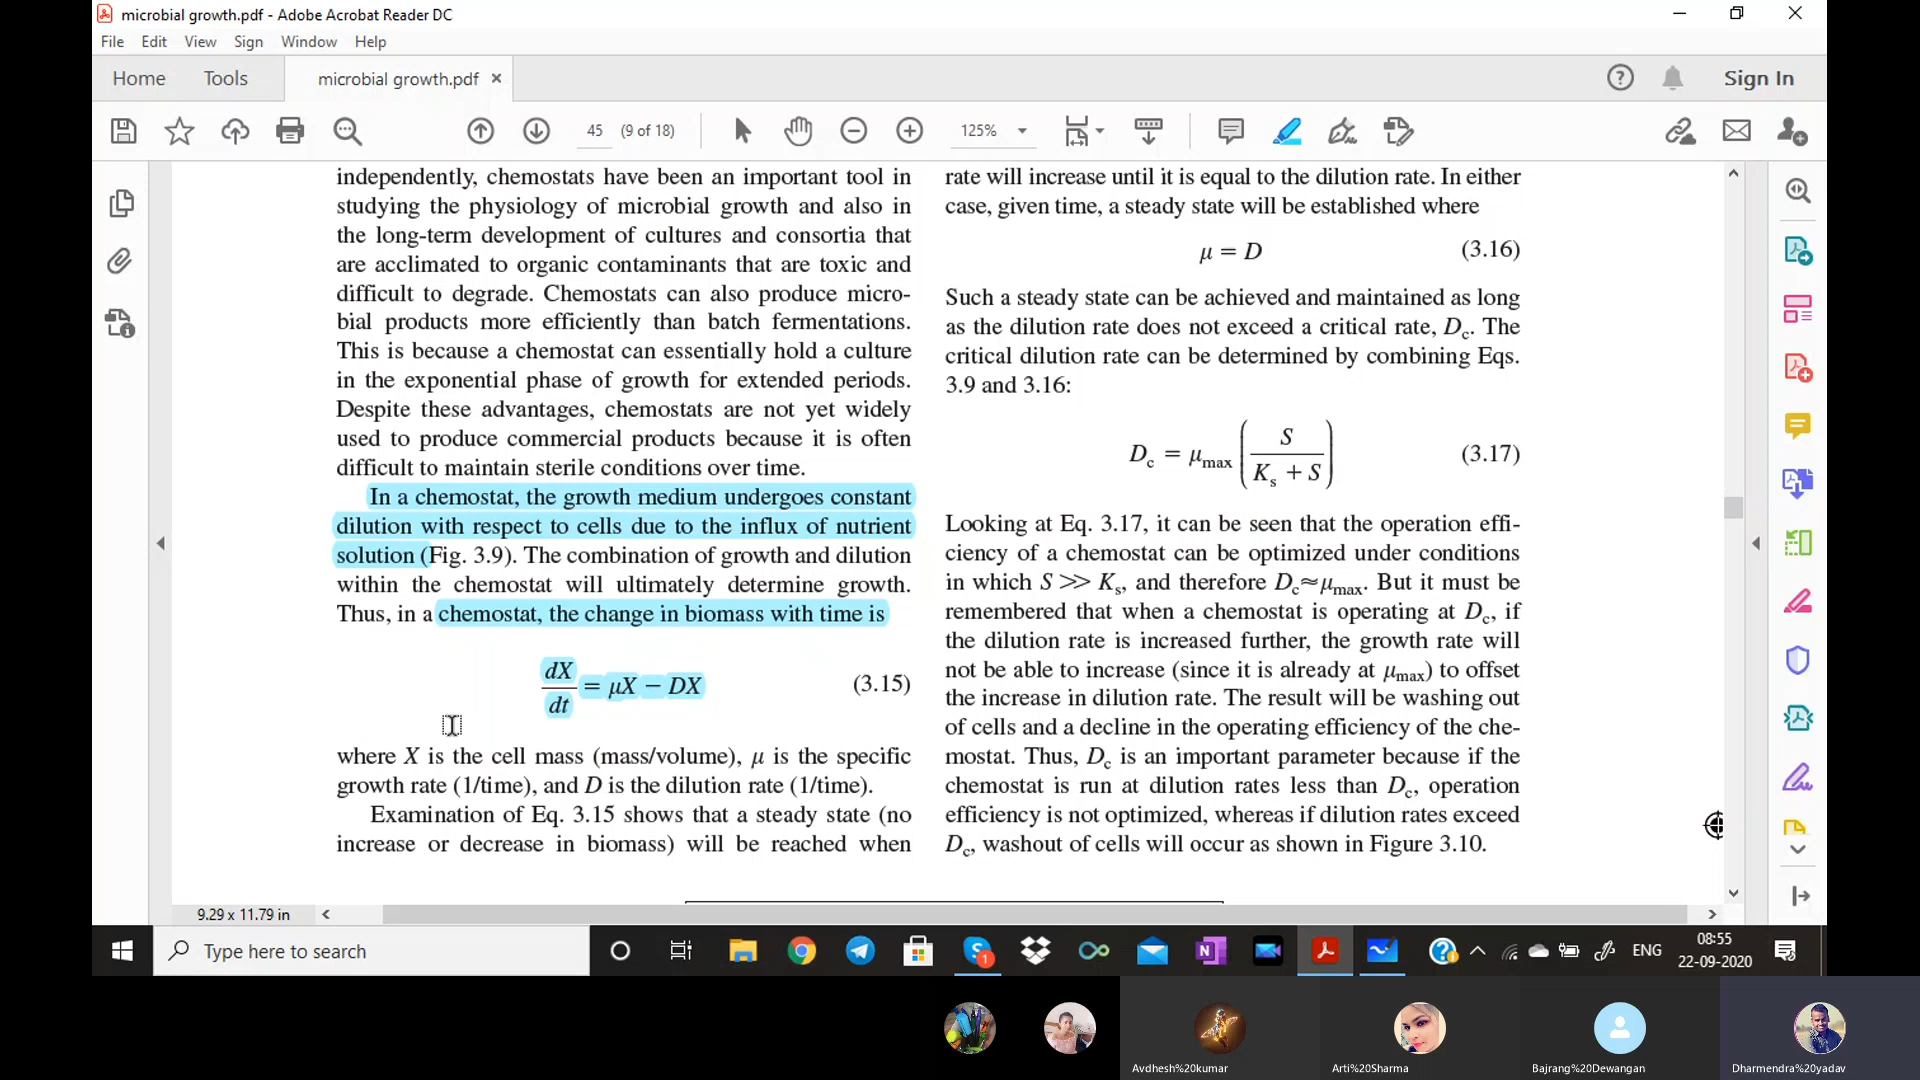 microbial growth.pdf - Adobe Acrobat Reader DC
File Edit View Sign Window Help
Home Tools microbial growth.pdf × Sign In
45 (9 of 18) 125%
independently, chemostats have been an important tool in
studying the physiology of microbial growth and also in
the long-term development of cultures and consortia that
are acclimated to organic contaminants that are toxic and
difficult to degrade. Chemostats can also produce micro-
bial products more efficiently than batch fermentations.
This is because a chemostat can essentially hold a culture
in the exponential phase of growth for extended periods.
Despite these advantages, chemostats are not yet widely
used to produce commercial products because it is often
difficult to maintain sterile conditions over time.
In a chemostat, the growth medium undergoes constant
dilution with respect to cells due to the influx of nutrient
solution (Fig. 3.9). The combination of growth and dilution
within the chemostat will ultimately determine growth.
Thus, in a chemostat, the change in biomass with time is
dX/dt = μX − DX (3.15)
where X is the cell mass (mass/volume), μ is the specific
growth rate (1/time), and D is the dilution rate (1/time).
Examination of Eq. 3.15 shows that a steady state (no
increase or decrease in biomass) will be reached when
rate will increase until it is equal to the dilution rate. In either
case, given time, a steady state will be established where
μ = D (3.16)
Such a steady state can be achieved and maintained as long
as the dilution rate does not exceed a critical rate, Dc. The
critical dilution rate can be determined by combining Eqs.
3.9 and 3.16:
Dc = μmax (S / Ks + S) (3.17)
Looking at Eq. 3.17, it can be seen that the operation effi-
ciency of a chemostat can be optimized under conditions
in which S >> Ks, and therefore Dc≈μmax. But it must be
remembered that when a chemostat is operating at Dc, if
the dilution rate is increased further, the growth rate will
not be able to increase (since it is already at μmax) to offset
the increase in dilution rate. The result will be washing out
of cells and a decline in the operating efficiency of the che-
mostat. Thus, Dc is an important parameter because if the
chemostat is run at dilution rates less than Dc, operation
efficiency is not optimized, whereas if dilution rates exceed
Dc, washout of cells will occur as shown in Figure 3.10.
9.29 x 11.79 in
Type here to search
ENG
08:55
22-09-2020
Avdhesh%20kumar
Arti%20Sharma
Bajrang%20Dewangan
Dharmendra%20yadav